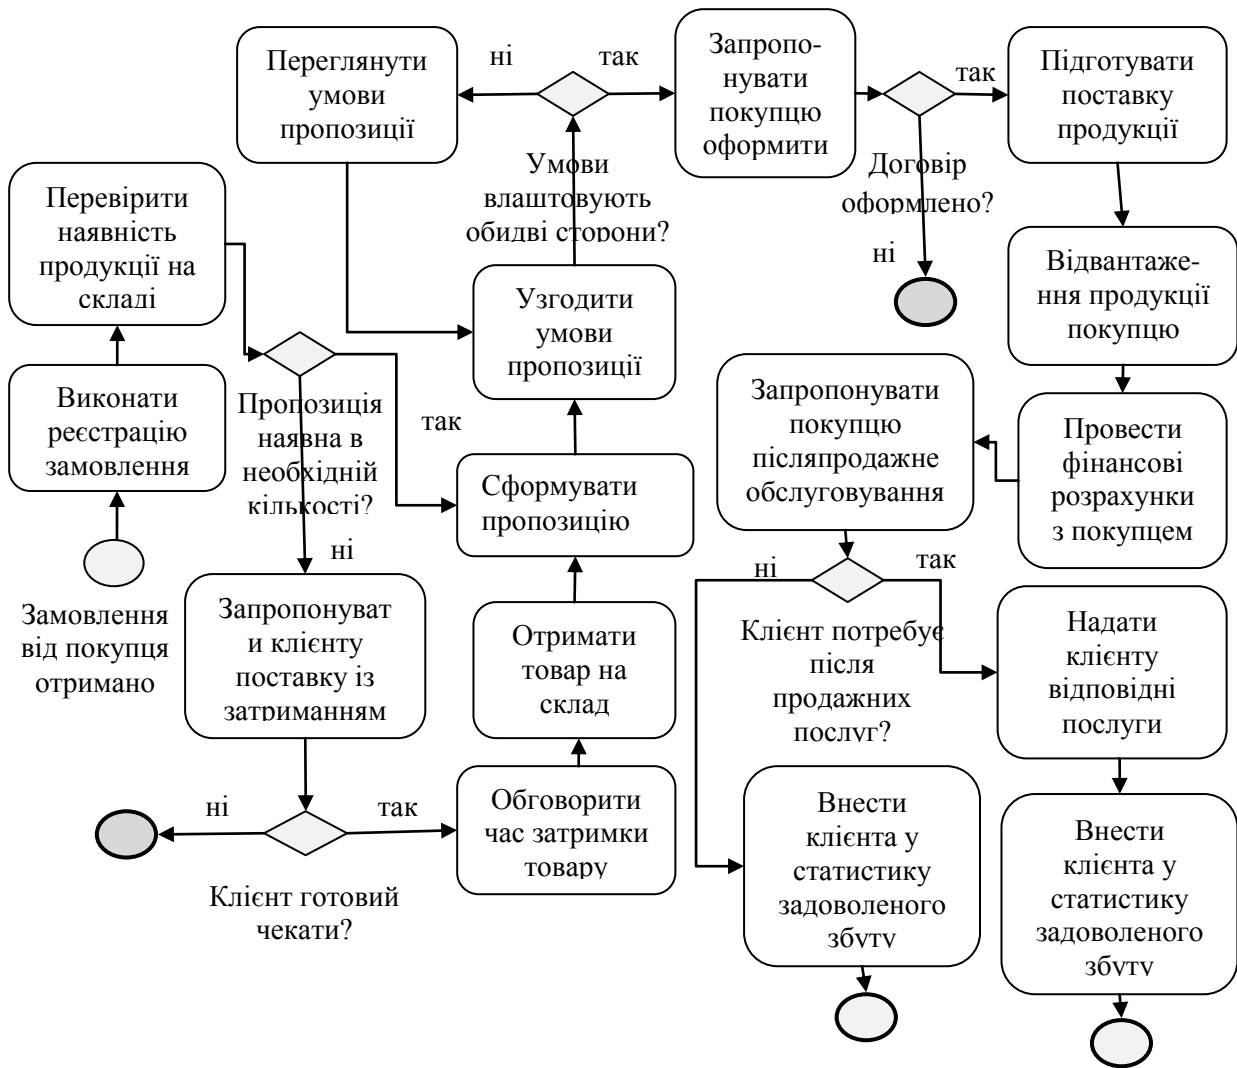 Переглянути
умови
пропозиції
ні
так
Запропо-
нувати
покупцю
оформити
так
Підготувати
поставку
продукції
Умови
влаштовують
обидві сторони?
Договір
оформлено?
ні
Перевірити
наявність
продукції на
складі
Узгодити
умови
пропозиції
Відвантаже-
ння продукції
покупцю
Виконати
реєстрацію
замовлення
Пропозиція
наявна в
необхідній
кількості?
так
ні
Сформувати
пропозицію
Запропонувати
покупцю
післяпродажне
обслуговування
Провести
фінансові
розрахунки
з покупцем
Замовлення
від покупця
отримано
Запропонуват
и клієнту
поставку із
затриманням
Отримати
товар на
склад
ні
так
Клієнт потребує
після
продажних
послуг?
Надати
клієнту
відповідні
послуги
ні
так
Клієнт готовий
чекати?
Обговорити
час затримки
товару
Внести
клієнта у
статистику
задоволеного
збуту
Внести
клієнта у
статистику
задоволеного
збуту